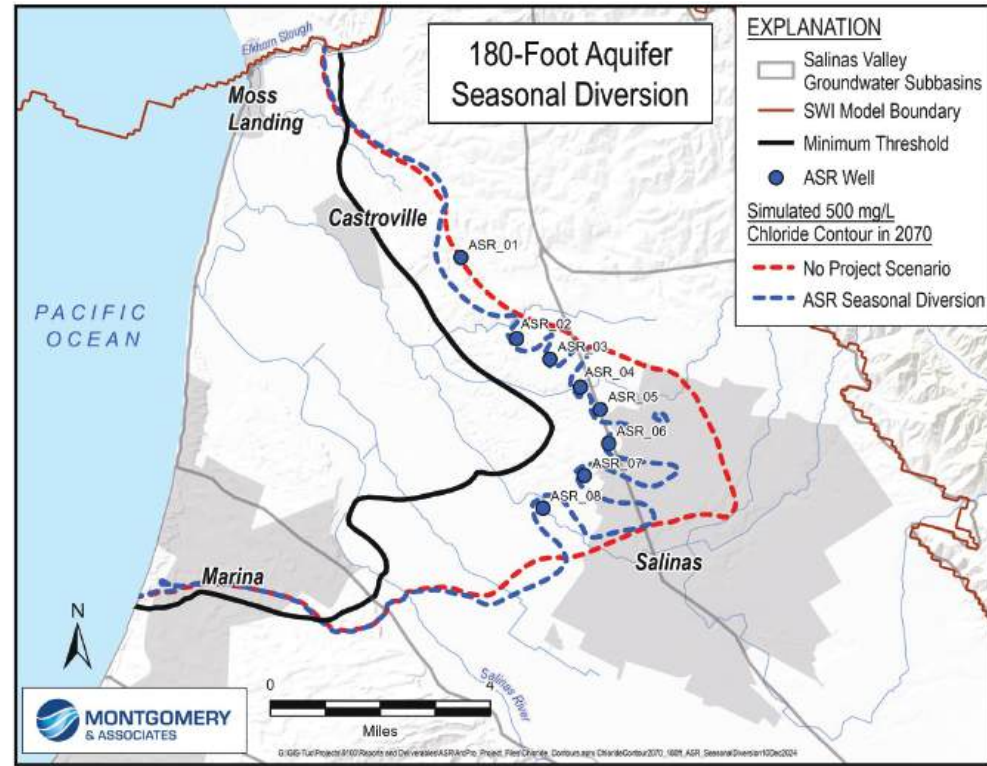 180-Foot Aquifer
Seasonal Diversion
EXPLANATION
Salinas Valley
Groundwater Subbasins
SWI Model Boundary
Minimum Threshold
ASR Well
Simulated 500 mg/L
Chloride Contour in 2070
No Project Scenario
ASR Seasonal Diversion
Elkhorn Slough
Moss
Landing
Castroville
ASR_01
PACIFIC
OCEAN
ASR_02
ASR_03
ASR_04
ASR_05
ASR_06
ASR_07
ASR_08
Salinas
Marina
N
Salinas
River
0
4
Miles
MONTGOMERY
& ASSOCIATES